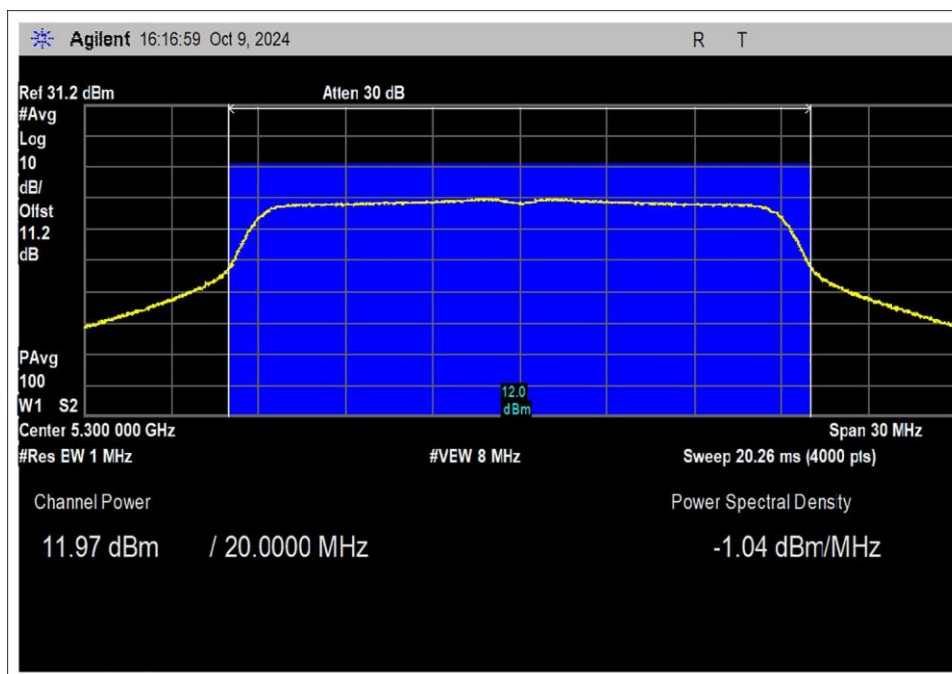 Agilent 16:16:59 Oct 9, 2024 R T
Ref 31.2 dBm Atten 30 dB
#Avg
Log
10
dB/
Offst
11.2
dB
PAvg
100
W1 S2
12.0
dBm
Center 5.300 000 GHz Span 30 MHz
#Res BW 1 MHz #VBW 8 MHz Sweep 20.26 ms (4000 pts)
Channel Power Power Spectral Density
11.97 dBm / 20.0000 MHz -1.04 dBm/MHz